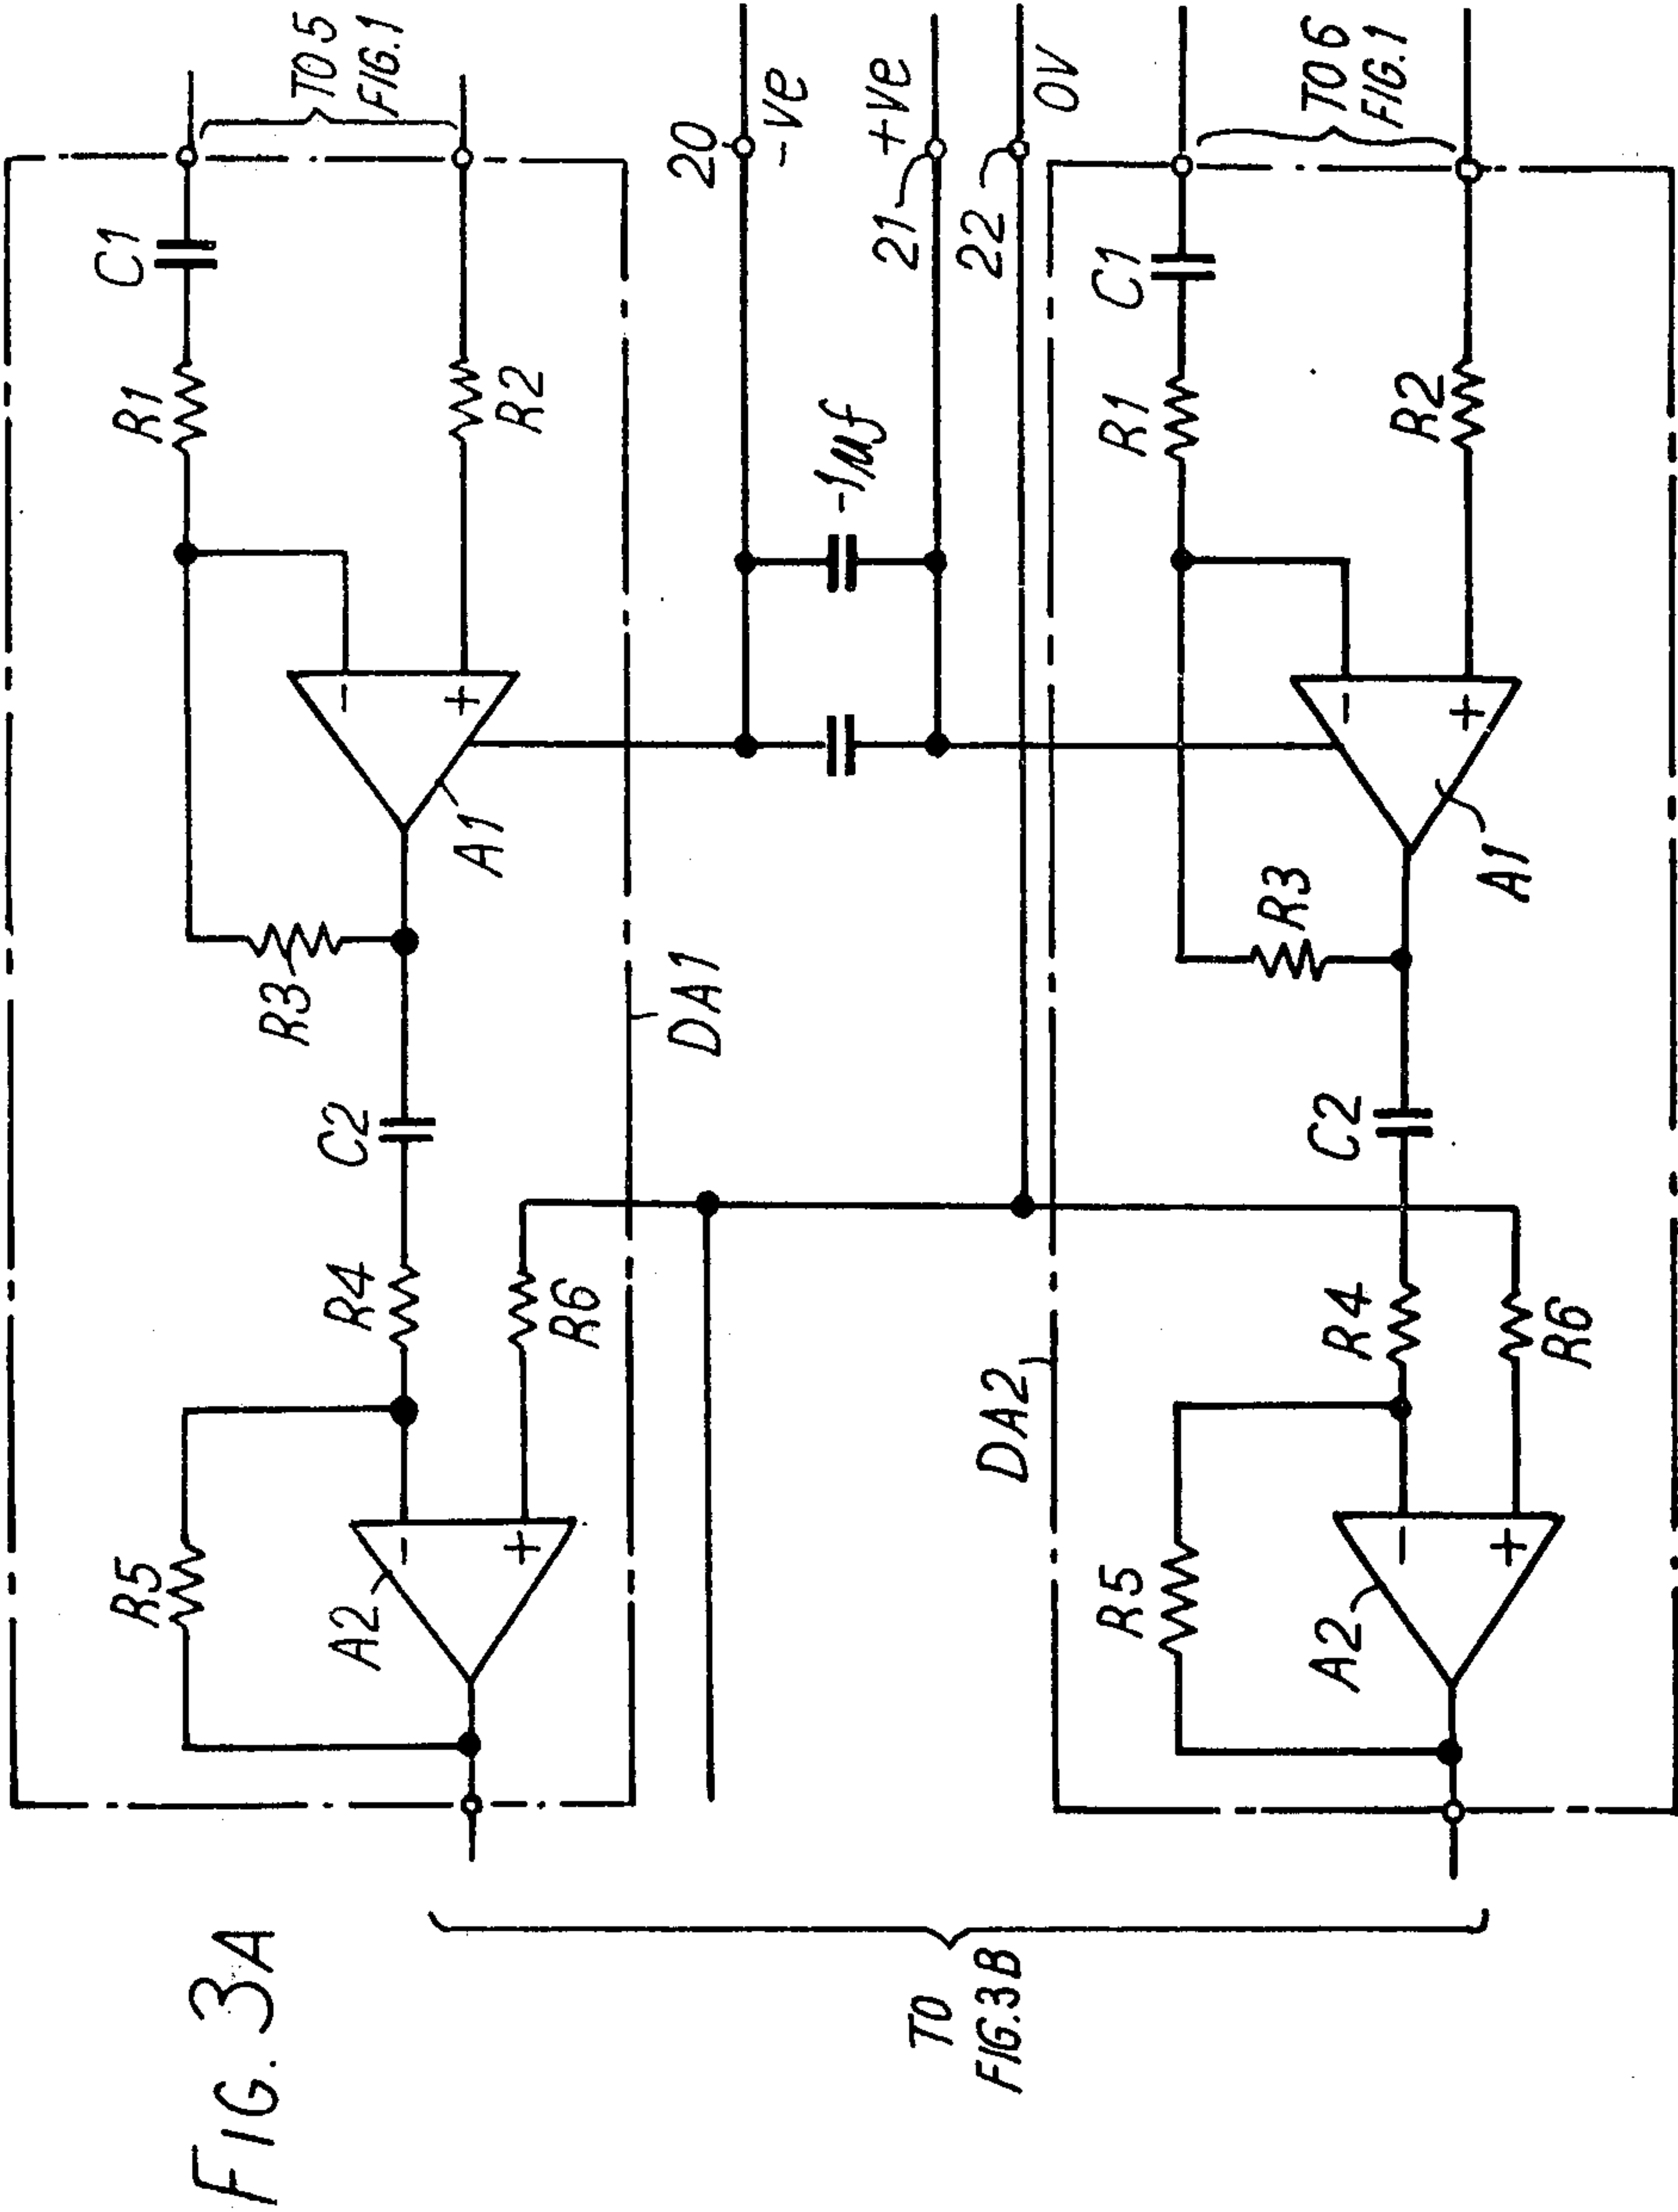 FIG. 3A
TO 5
FIG.1
C1
R1
R2
-
+
A1
R3
C2
R4
R6
R5
-
+
A2
DA1
20
-ve
21
+ve
22
0V
-1µf
DA2
TO 6
FIG.1
C1
R1
R2
-
+
A1
R3
C2
R4
R6
R5
-
+
A2
TO
FIG.3B